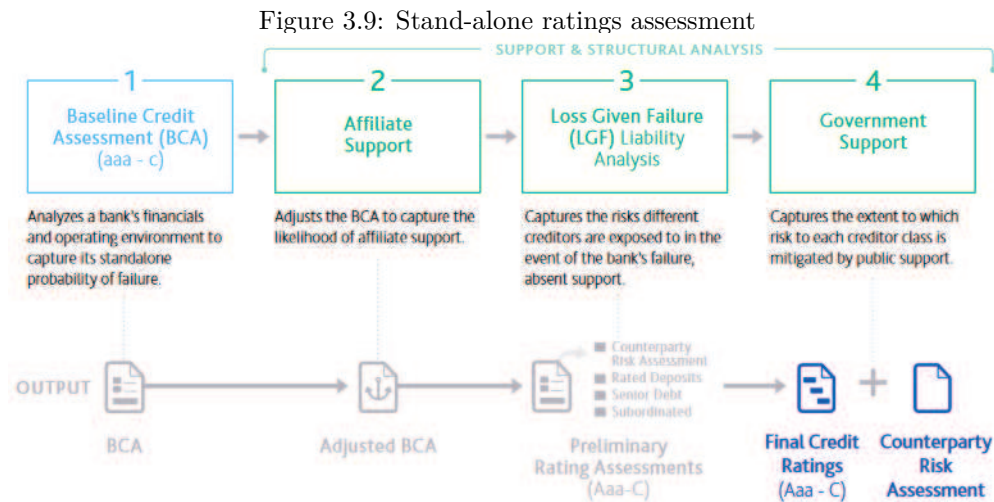 Figure 3.9: Stand-alone ratings assessment
SUPPORT & STRUCTURAL ANALYSIS
1
Baseline Credit
Assessment (BCA)
(aaa - c)
2
Affiliate
Support
3
Loss Given Failure
(LGF) Liability
Analysis
4
Government
Support
Analyzes a bank's financials
and operating environment to
capture its standalone
probability of failure.
Adjusts the BCA to capture the
likelihood of affiliate support.
Captures the risks different
creditors are exposed to in the
event of the bank's failure,
absent support.
Captures the extent to which
risk to each creditor class is
mitigated by public support.
OUTPUT
Counterparty
Risk Assessment
Rated Deposits
Senior Debt
Subordinated
BCA
Adjusted BCA
Preliminary
Rating Assessments
(Aaa-C)
Final Credit
Ratings
(Aaa - C)
Counterparty
Risk
Assessment